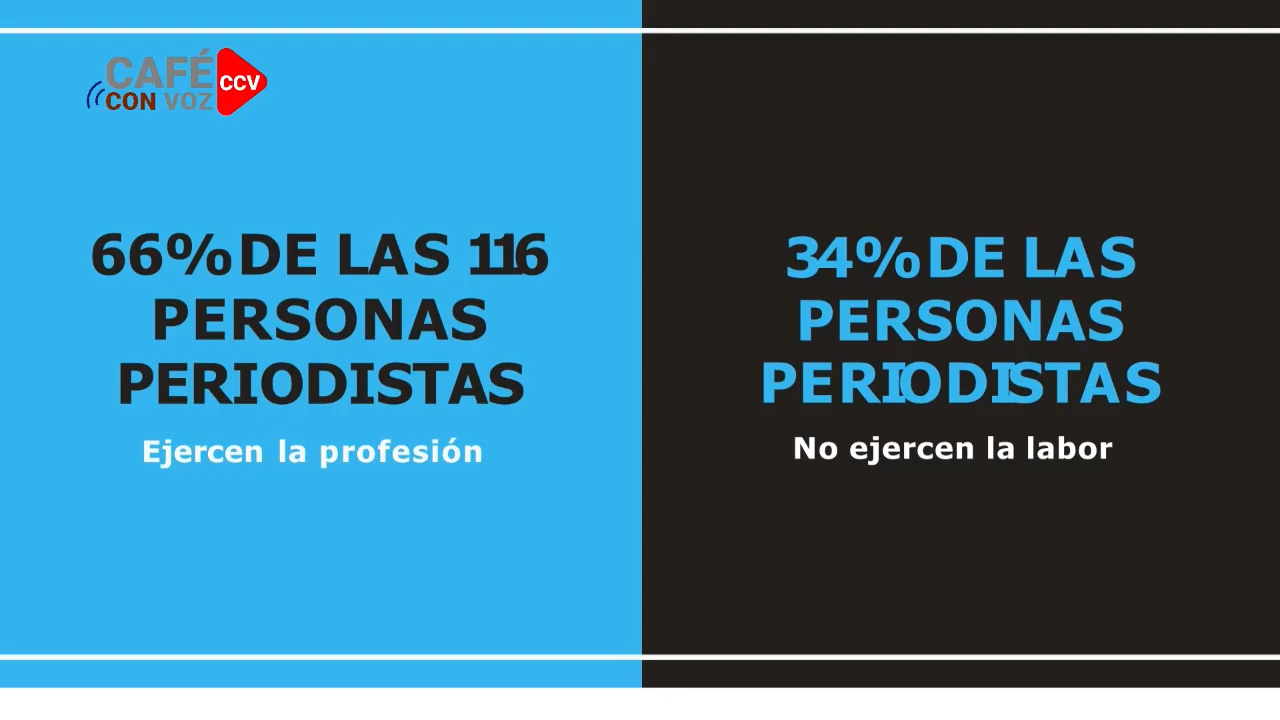 CAFÉ
CON VOZ
CCV
66% DE LAS 116
PERSONAS
PERIODISTAS
Ejercen la profesión
34% DE LAS
PERSONAS
PERIODISTAS
No ejercen la labor